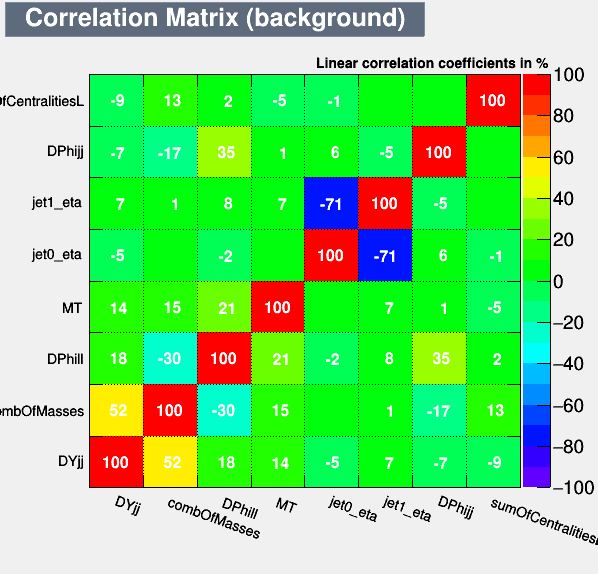 Correlation Matrix (background)
Linear correlation coefficients in %
OfCentralitiesL -9 13 2 -5 -1 100
DPhijj -7 -17 35 1 6 -5 100
jet1_eta 7 1 8 7 -71 100 -5
jet0_eta -5 -2 100 -71 6 -1
MT 14 15 21 100 7 1 -5
DPhill 18 -30 100 21 -2 8 35 2
ombOfMasses 52 100 -30 15 1 -17 13
DYjj 100 52 18 14 -5 7 -7 -9
DYjj combOfMasses DPhill MT jet0_eta jet1_eta DPhijj sumOfCentralities
100
80
60
40
20
0
−20
−40
−60
−80
−100